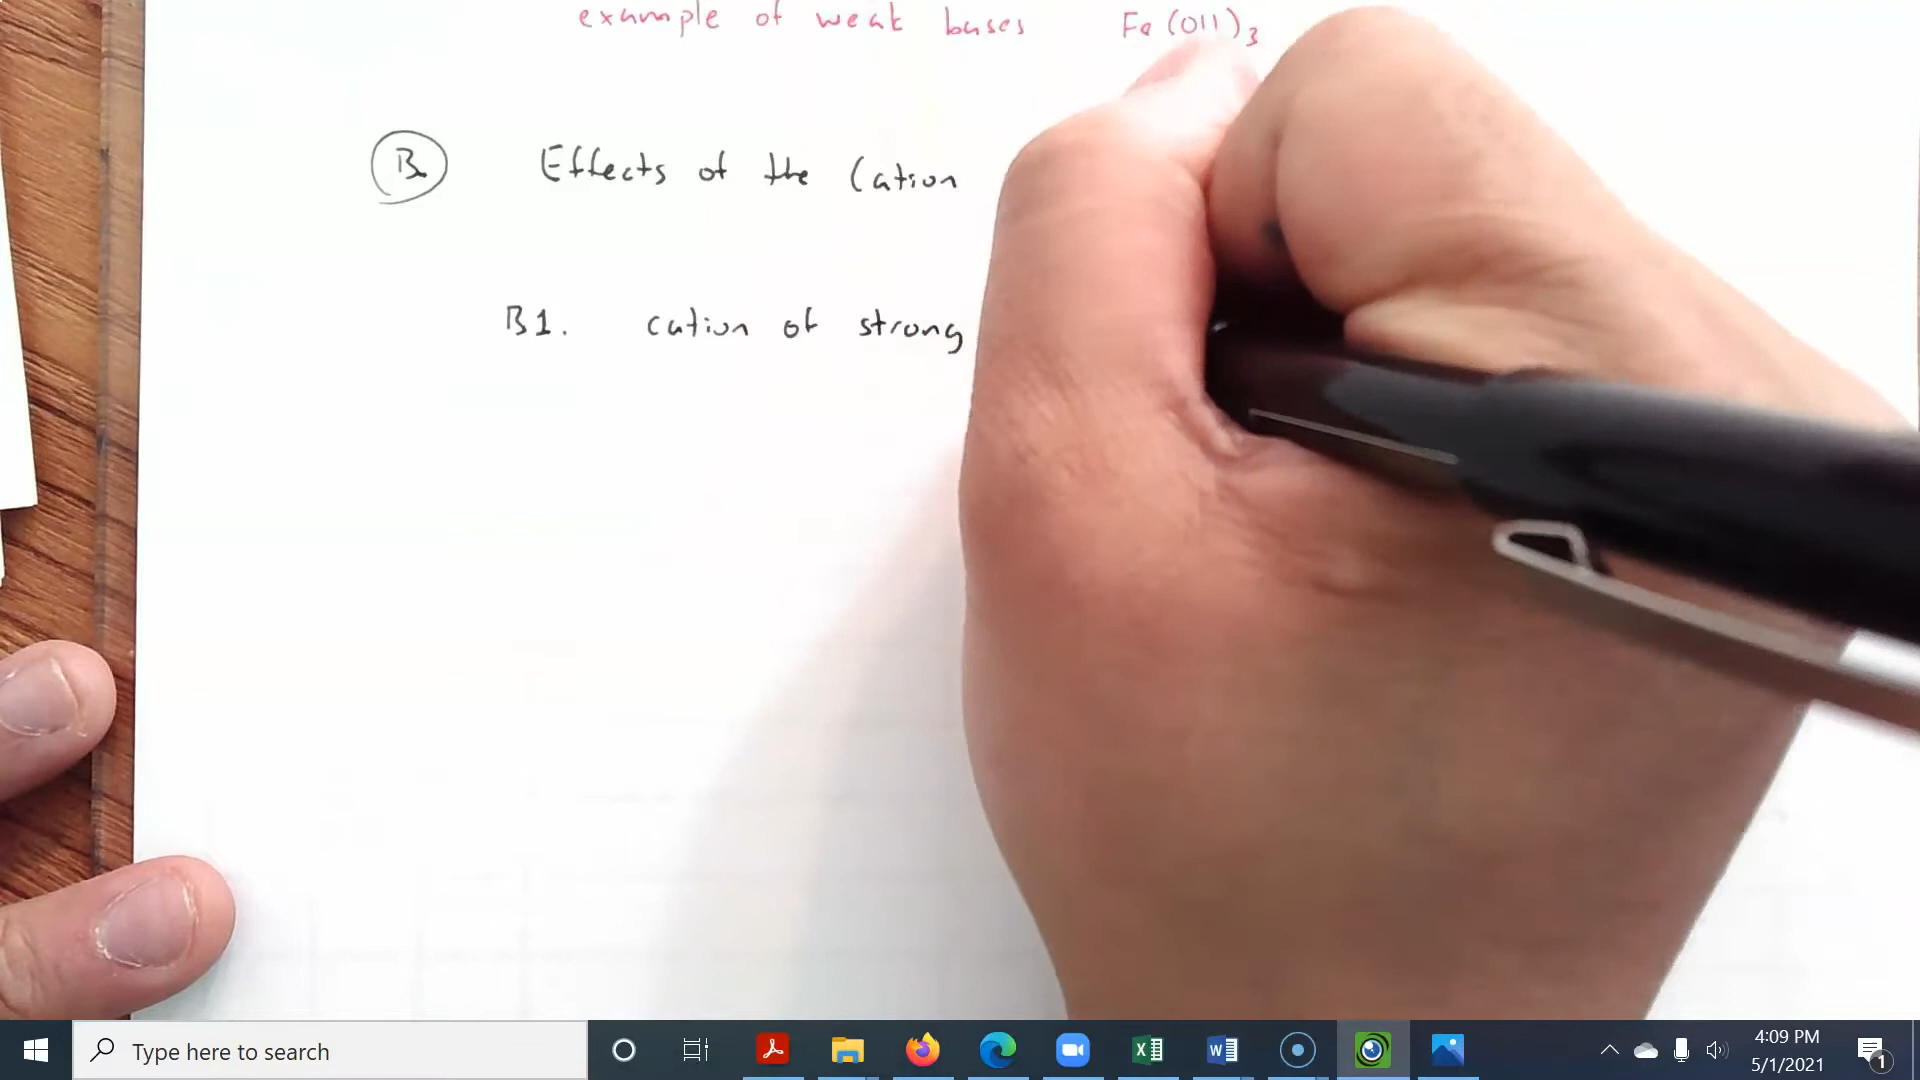 example of weak bases Fe(OH)3
B Effects of the Cation
B1. cation of strong
Type here to search
4:09 PM
5/1/2021
1